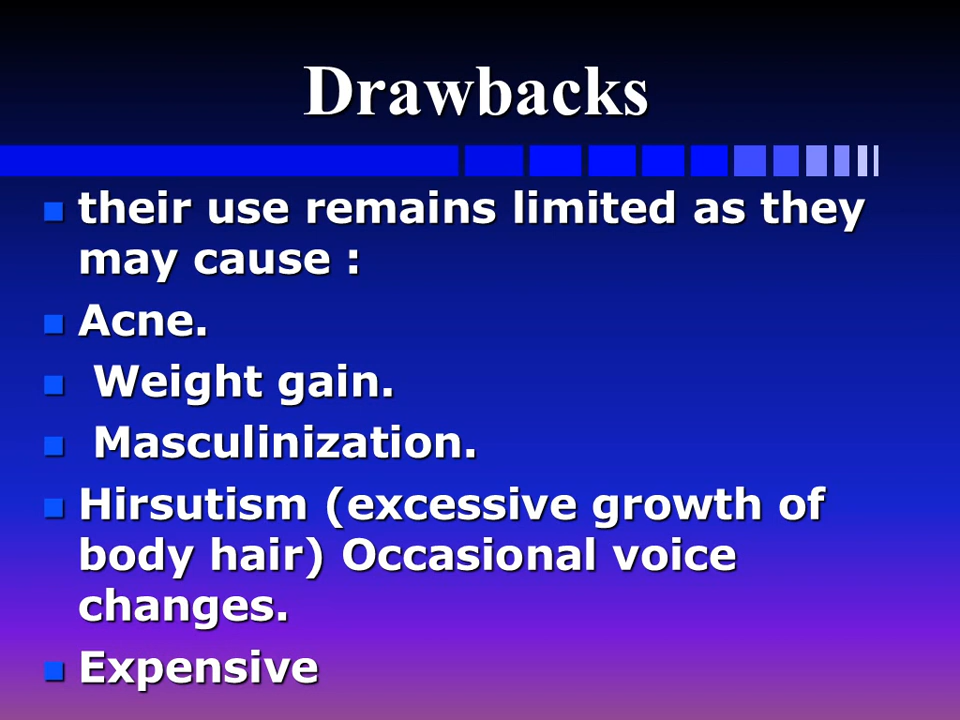 Drawbacks
their use remains limited as they
may cause :
Acne.
Weight gain.
Masculinization.
Hirsutism (excessive growth of
body hair) Occasional voice
changes.
Expensive